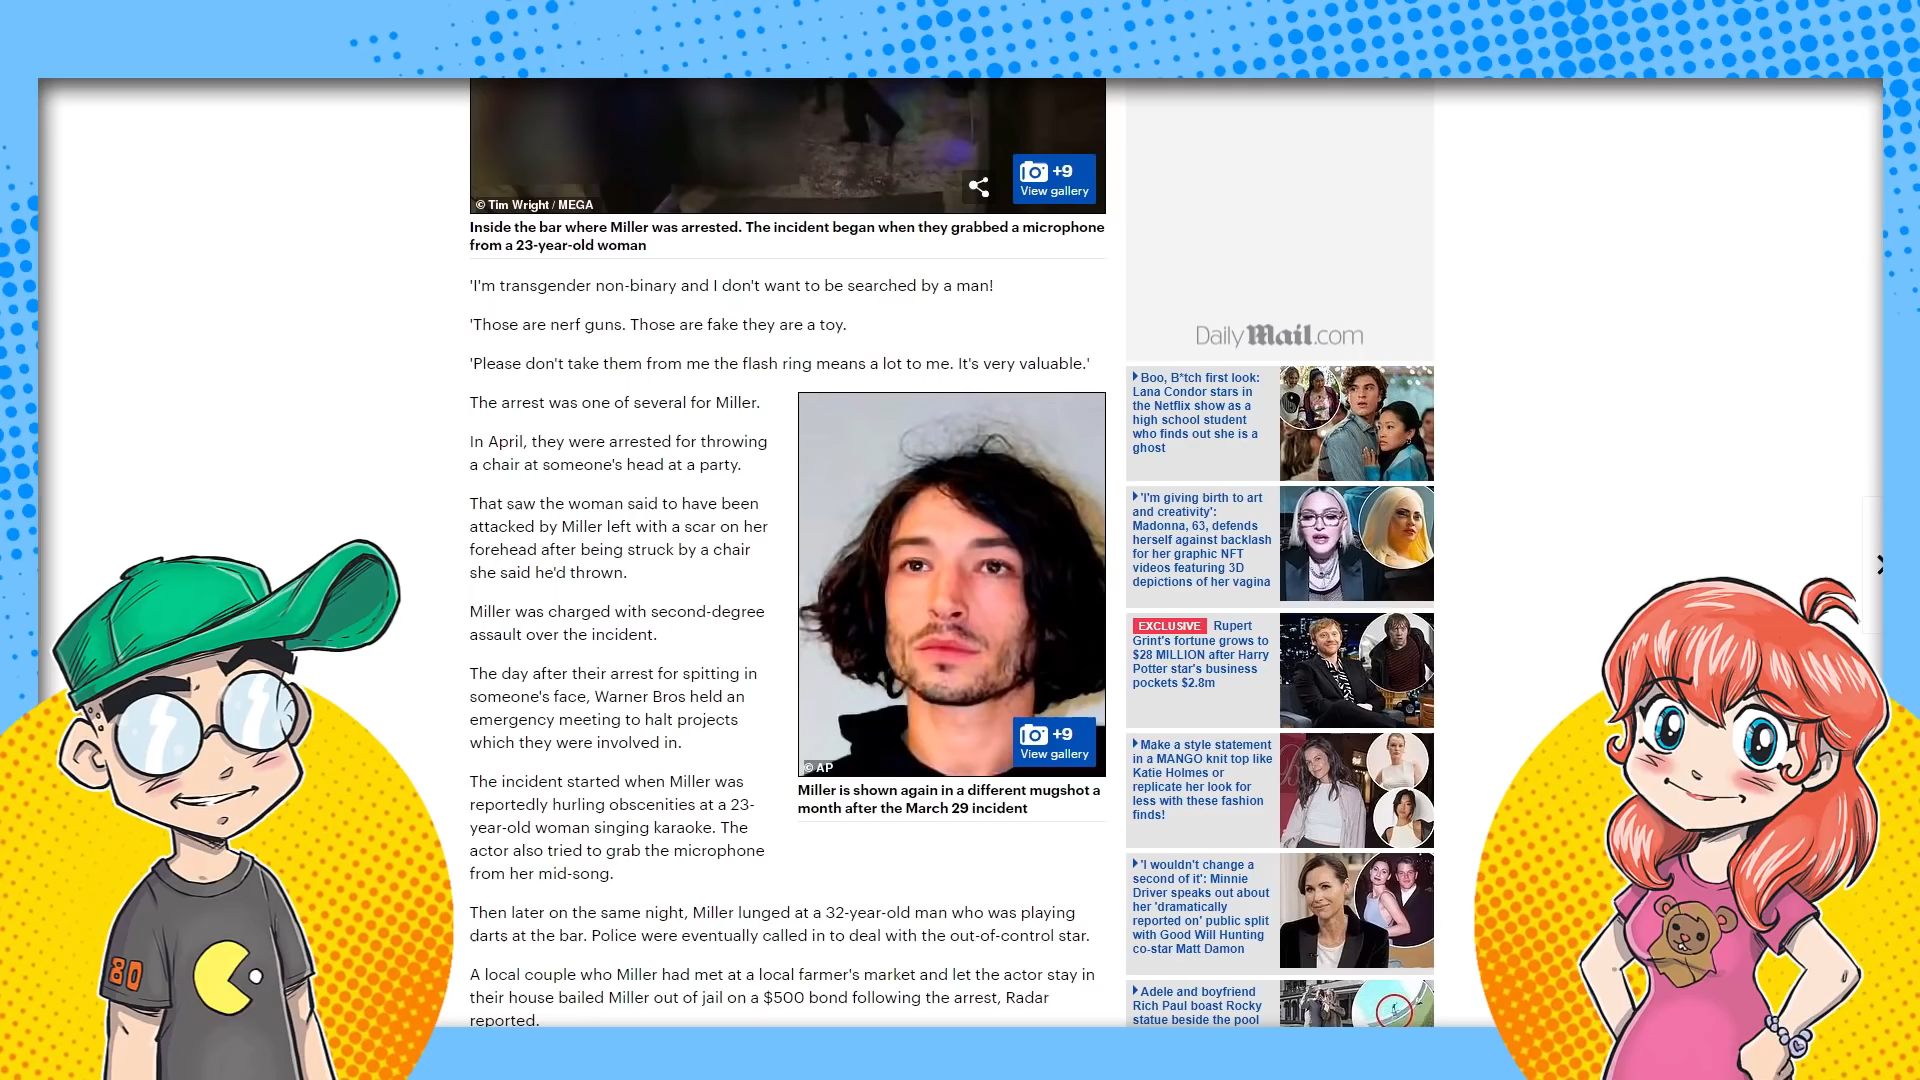 +9
View gallery
© Tim Wright / MEGA
Inside the bar where Miller was arrested. The incident began when they grabbed a microphone
from a 23-year-old woman
'I'm transgender non-binary and I don't want to be searched by a man!
'Those are nerf guns. Those are fake they are a toy.
'Please don't take them from me the flash ring means a lot to me. It's very valuable.'
The arrest was one of several for Miller.
In April, they were arrested for throwing
a chair at someone's head at a party.
That saw the woman said to have been
attacked by Miller left with a scar on her
forehead after being struck by a chair
she said he'd thrown.
Miller was charged with second-degree
assault over the incident.
The day after their arrest for spitting in
someone's face, Warner Bros held an
emergency meeting to halt projects
which they were involved in.
The incident started when Miller was
reportedly hurling obscenities at a 23-
year-old woman singing karaoke. The
actor also tried to grab the microphone
from her mid-song.
+9
View gallery
© AP
Miller is shown again in a different mugshot a
month after the March 29 incident
Then later on the same night, Miller lunged at a 32-year-old man who was playing
darts at the bar. Police were eventually called in to deal with the out-of-control star.
A local couple who Miller had met at a local farmer's market and let the actor stay in
their house bailed Miller out of jail on a $500 bond following the arrest, Radar
reported.
DailyMail.com
Boo, B*tch first look:
Lana Condor stars in
the Netflix show as a
high school student
who finds out she is a
ghost
'I'm giving birth to art
and creativity':
Madonna, 63, defends
herself against backlash
for her graphic NFT
videos featuring 3D
depictions of her vagina
EXCLUSIVE Rupert
Grint's fortune grows to
$28 MILLION after Harry
Potter star's business
pockets $2.8m
Make a style statement
in a MANGO knit top like
Katie Holmes or
replicate her look for
less with these fashion
finds!
'I wouldn't change a
second of it': Minnie
Driver speaks out about
her 'dramatically
reported on' public split
with Good Will Hunting
co-star Matt Damon
Adele and boyfriend
Rich Paul boast Rocky
statue beside the pool
80